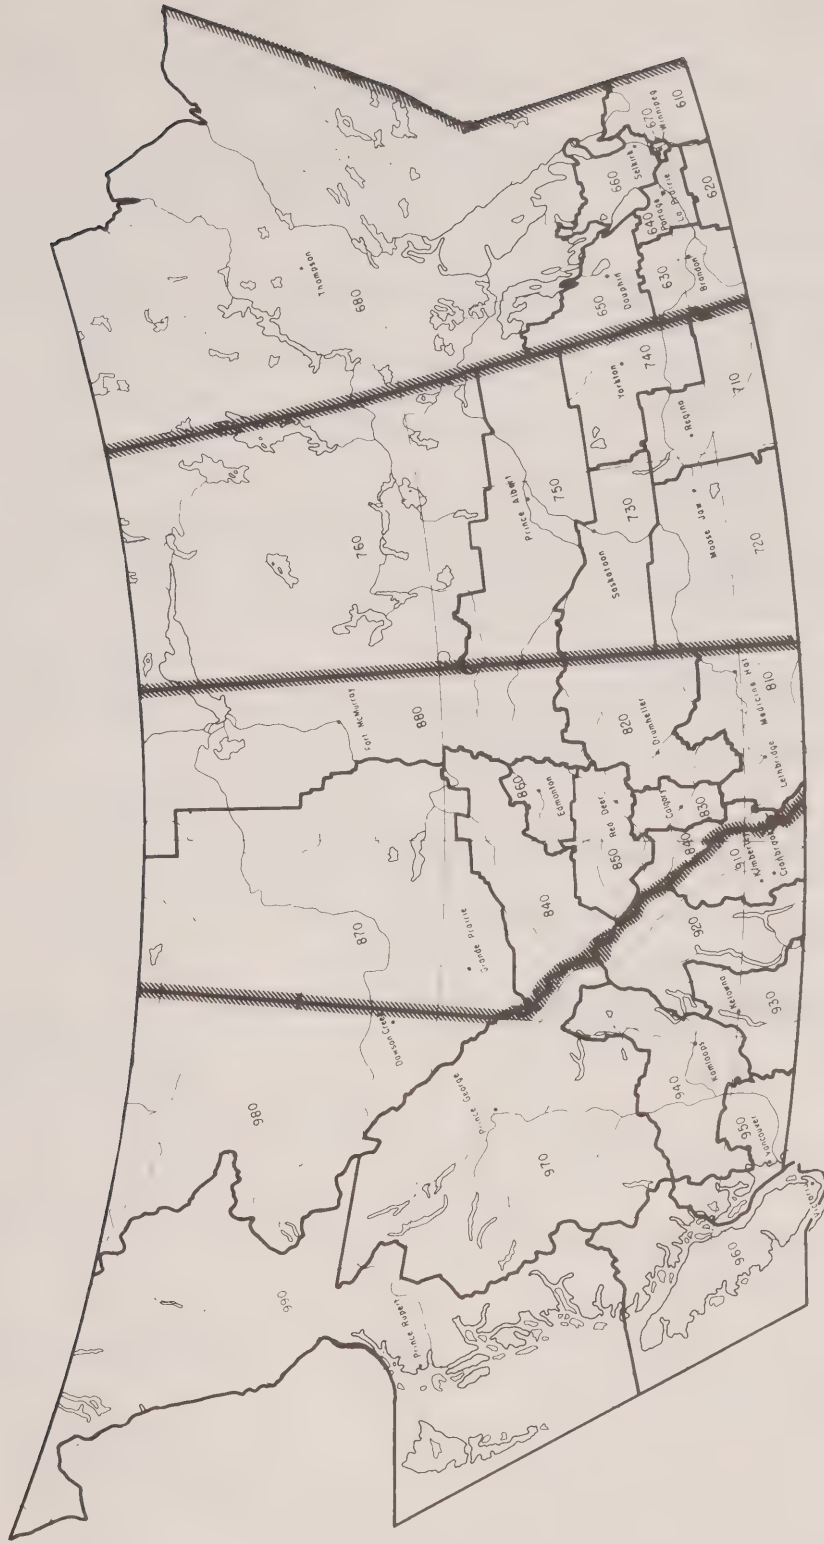 990
Prince Rupert
960
Victoria
980
Dawson Creek
Prince George
970
940
Kamloops
950
Vancouver
930
Kelowna
920
910
Kimberley
Cranbrook
870
Grande Prairie
880
Fort McMurray
840
860
Edmonton
850
Red Deer
820
Drumheller
830
Calgary
840
810
Lethbridge
Medicine Hat
760
750
Prince Albert
730
Saskatoon
720
Moose Jaw
740
Yorkton
710
Regina
680
Thompson
650
Dauphin
660
Selkirk
630
Brandon
640
Portage
La Prairie
670
Winnipeg
620
610